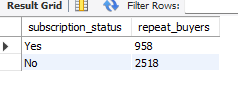 Result Grid Filter Rows:
subscription_status repeat_buyers
Yes 958
No 2518